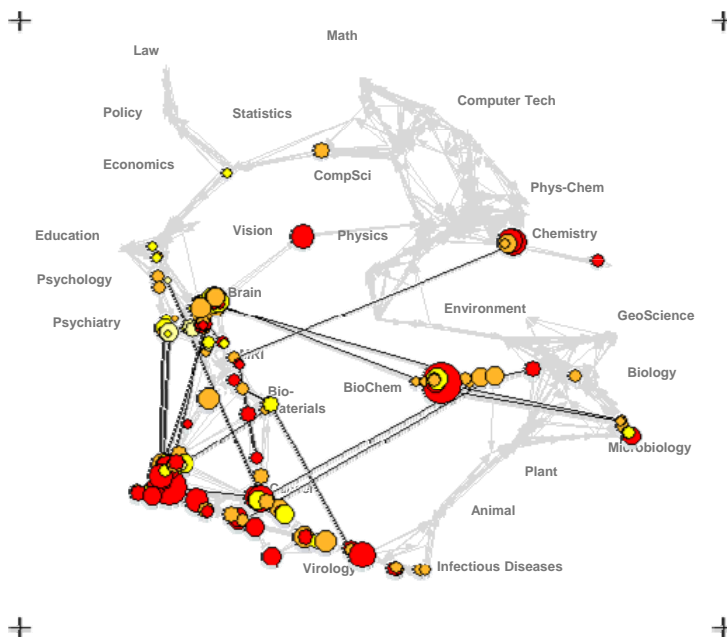 Math
Law
Computer Tech
Policy
Statistics
Economics
CompSci
Phys-Chem
Vision
Physics
Chemistry
Education
Psychology
Brain
Environment
GeoScience
Psychiatry
MRI
Biology
BioChem
Bio-
Materials
Microbiology
Plant
Animal
Virology
Infectious Diseases